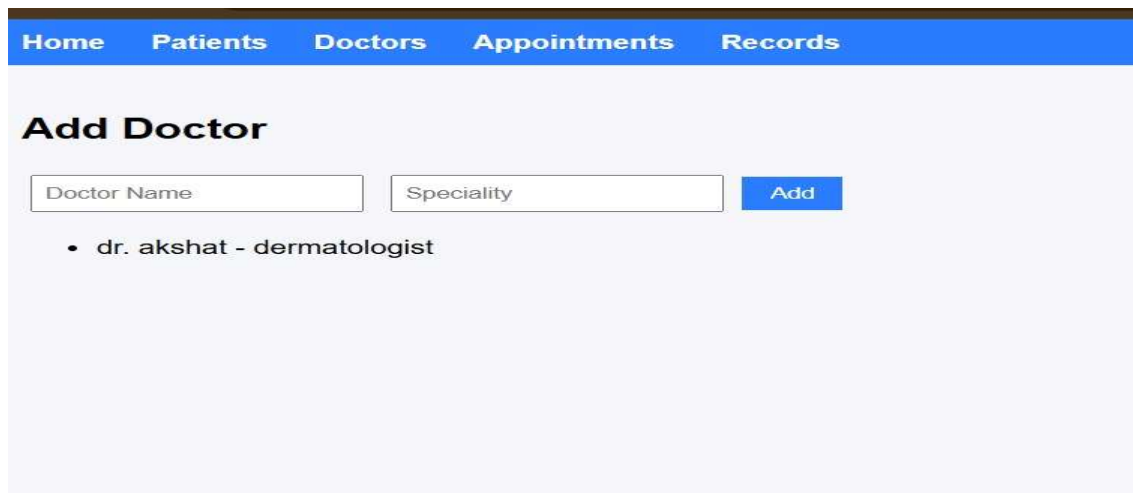 Home Patients Doctors Appointments Records
Add Doctor
Doctor Name Speciality Add
• dr. akshat - dermatologist